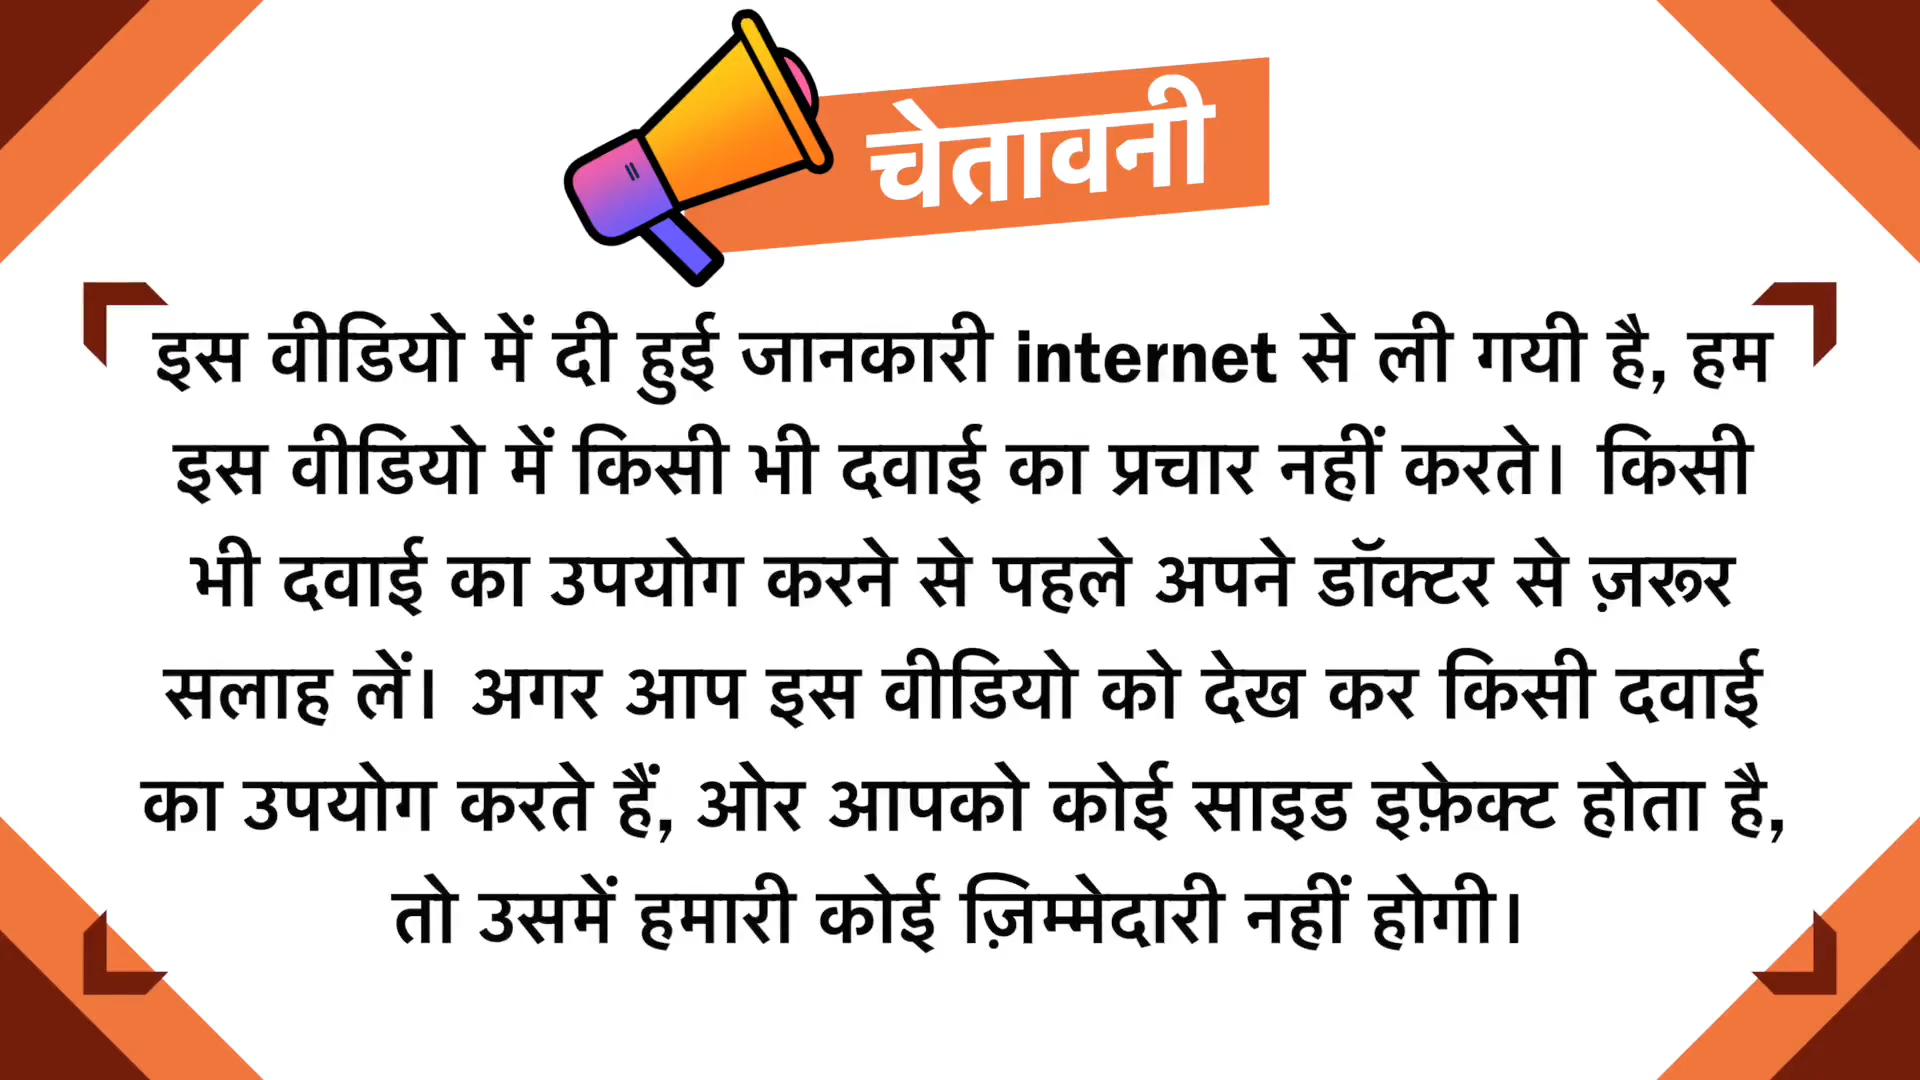 चेतावनी
इस वीडियो में दी हुई जानकारी internet से ली गयी है, हम
इस वीडियो में किसी भी दवाई का प्रचार नहीं करते। किसी
भी दवाई का उपयोग करने से पहले अपने डॉक्टर से ज़रूर
सलाह लें। अगर आप इस वीडियो को देख कर किसी दवाई
का उपयोग करते हैं, ओर आपको कोई साइड इफ़ेक्ट होता है,
तो उसमें हमारी कोई ज़िम्मेदारी नहीं होगी।